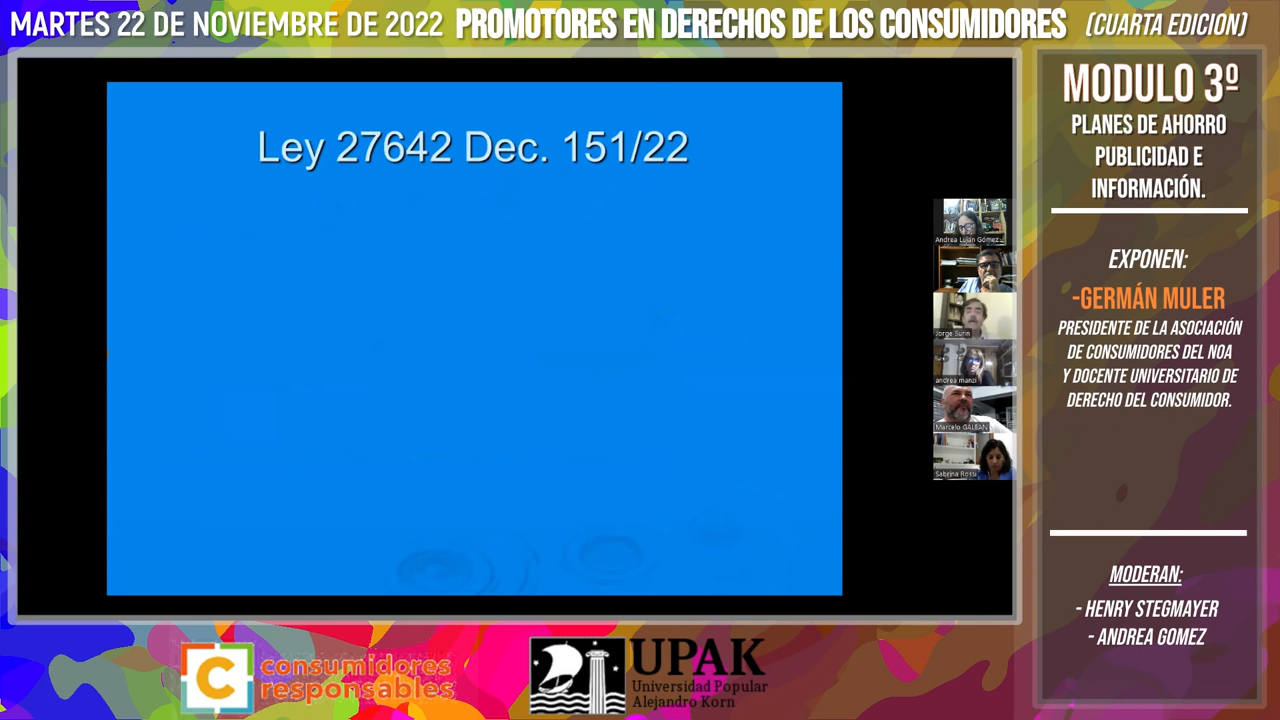 MARTES 22 DE NOVIEMBRE DE 2022 PROMOTORES EN DERECHOS DE LOS CONSUMIDORES (CUARTA EDICION)
Ley 27642 Dec. 151/22
Andrea Lujan Gómez
Jorge Surin
andrea manzi
Marcelo GALBAN
Sabrina Rossi
MODULO 3º
PLANES DE AHORRO
PUBLICIDAD E
INFORMACIÓN.
EXPONEN:
-GERMÁN MULER
PRESIDENTE DE LA ASOCIACIÓN
DE CONSUMIDORES DEL NOA
Y DOCENTE UNIVERSITARIO DE
DERECHO DEL CONSUMIDOR.
MODERAN:
- HENRY STEGMAYER
- ANDREA GOMEZ
C consumidores
responsables
UPAK
Universidad Popular
Alejandro Korn